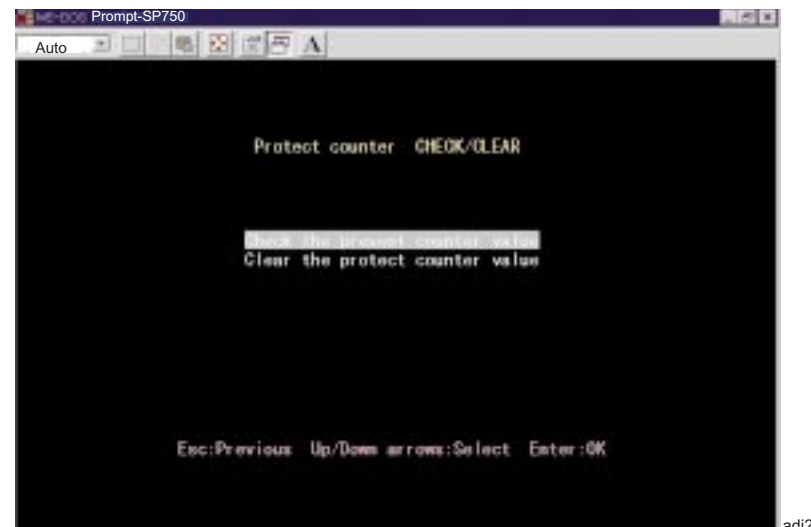 MS-DOS Prompt-SP750
Auto
A
Protect counter CHECK/CLEAR
Check the present counter value
Clear the protect counter value
Esc:Previous Up/Down arrows:Select Enter:OK